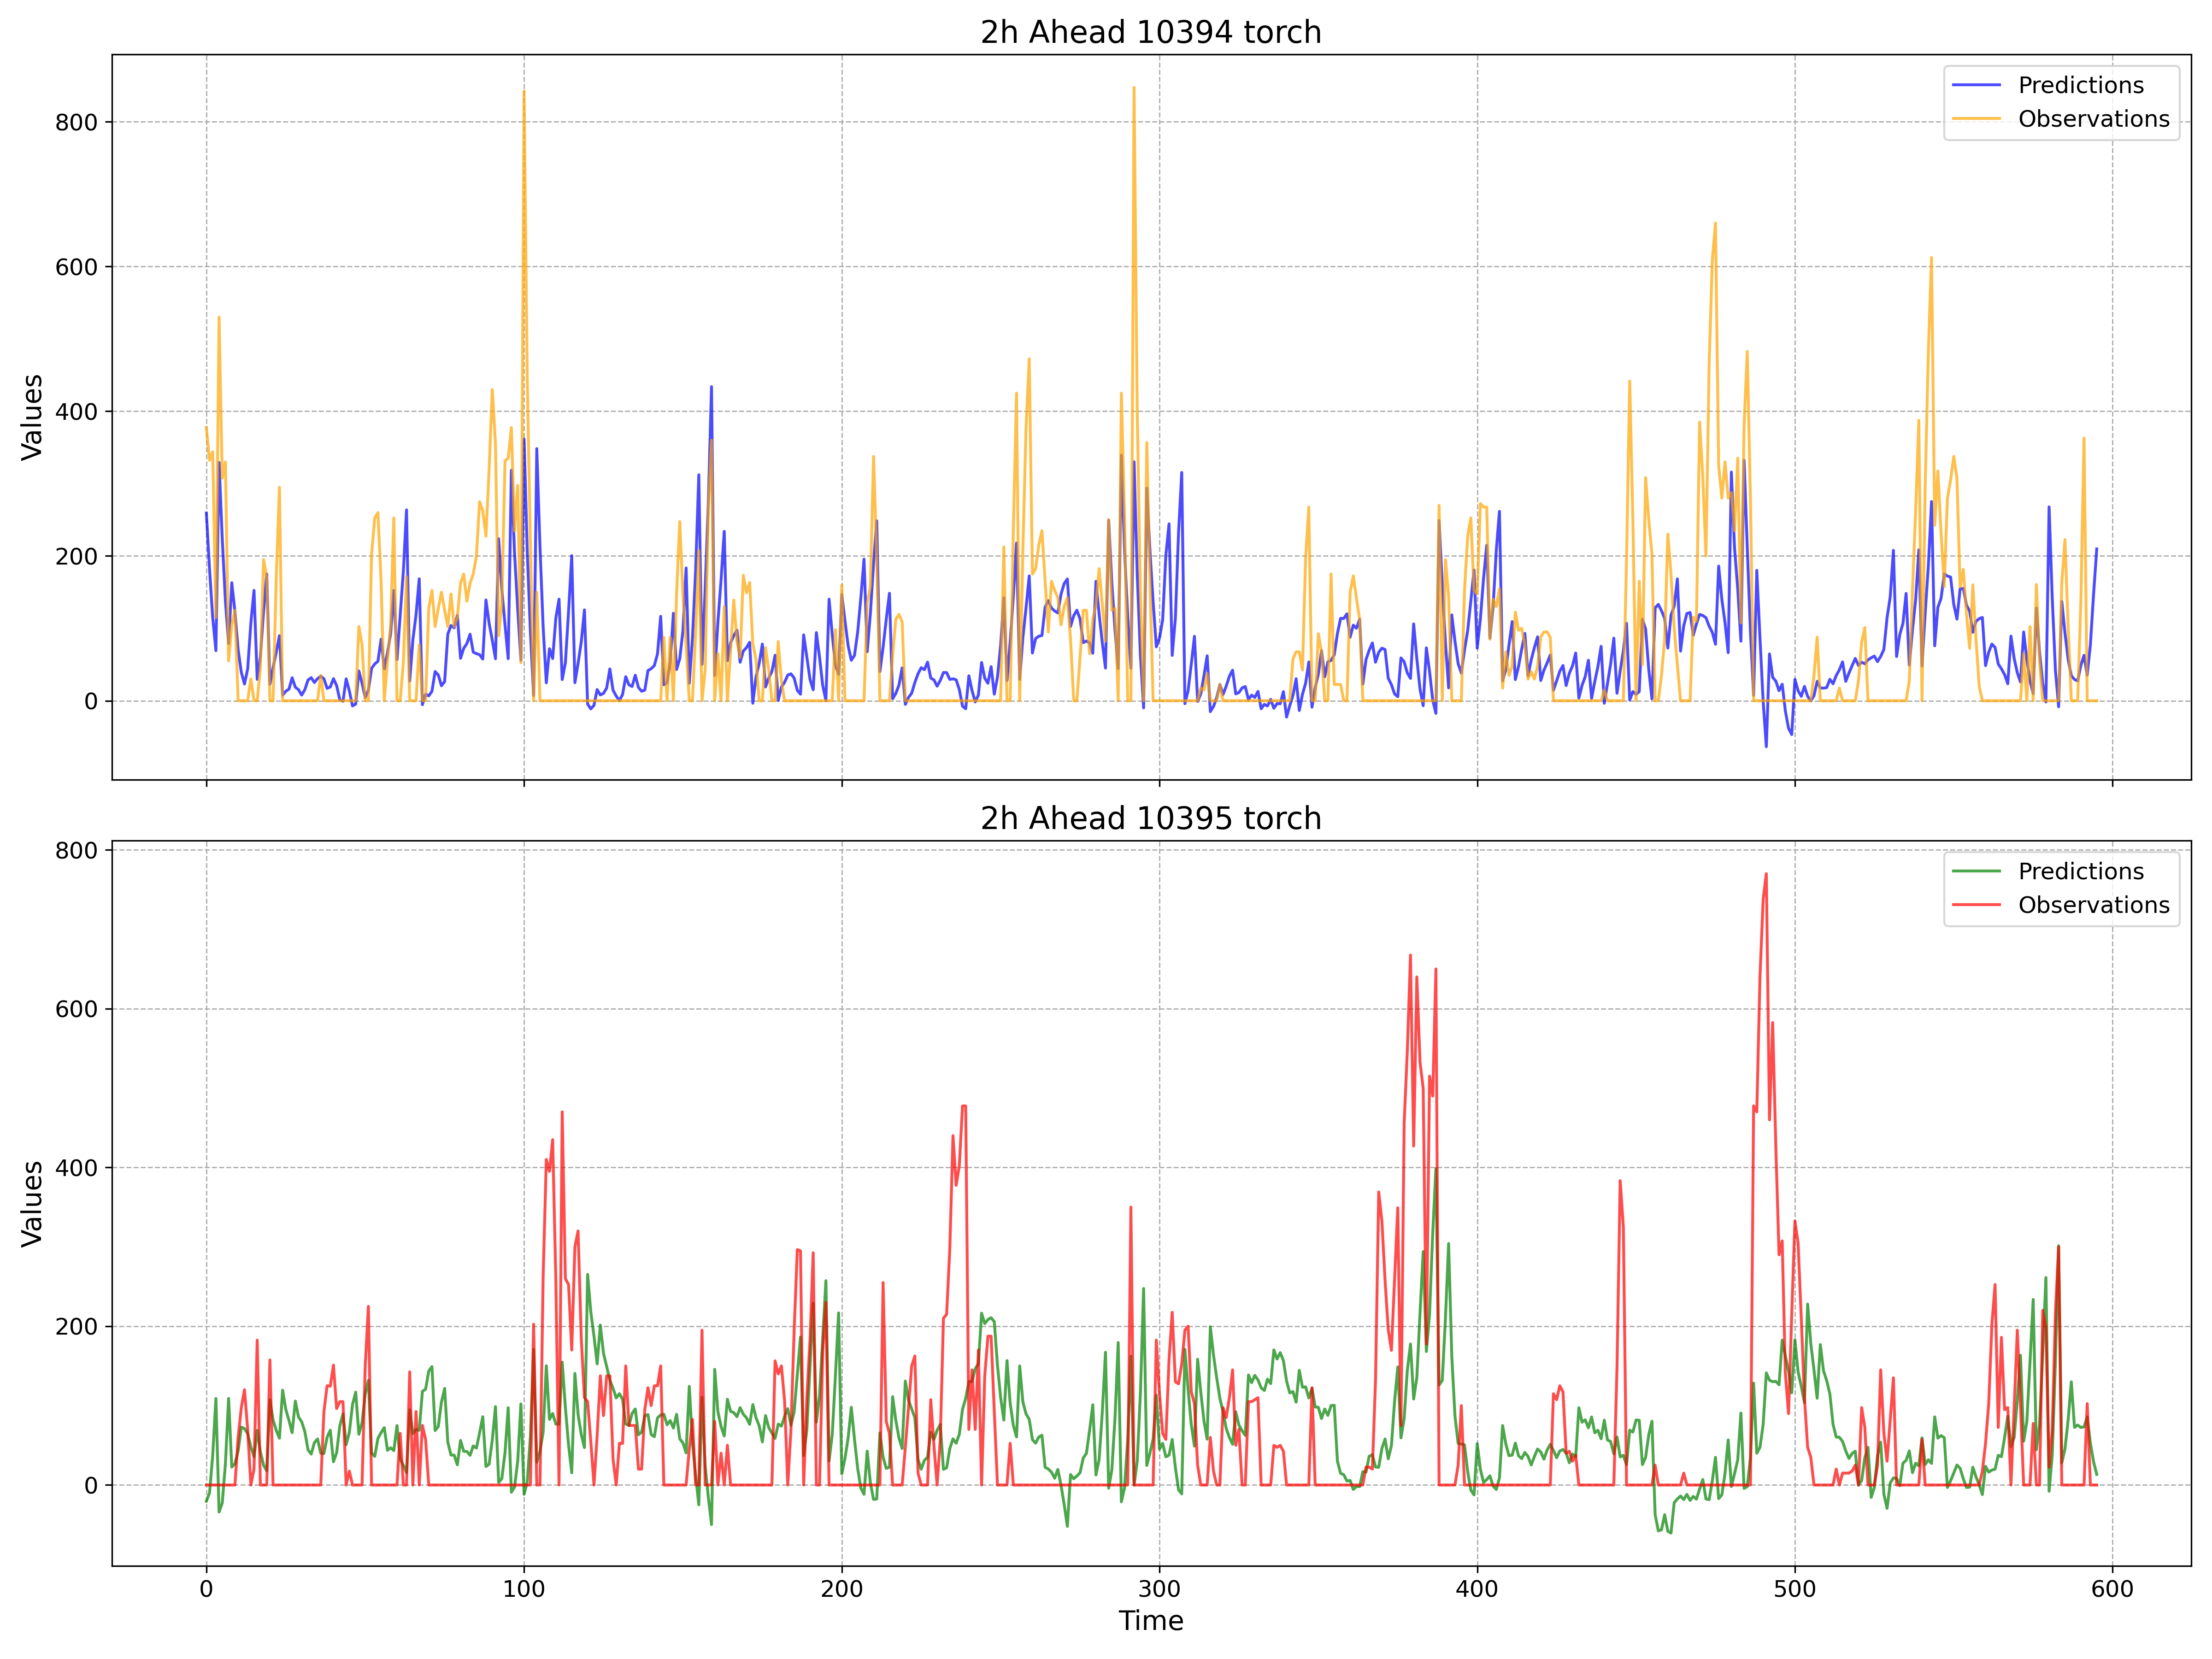 2h Ahead 10394 torch
Predictions
Observations
800
600
400
200
0
Values
2h Ahead 10395 torch
Predictions
Observations
800
600
400
200
0
Values
0 100 200 300 400 500 600
Time